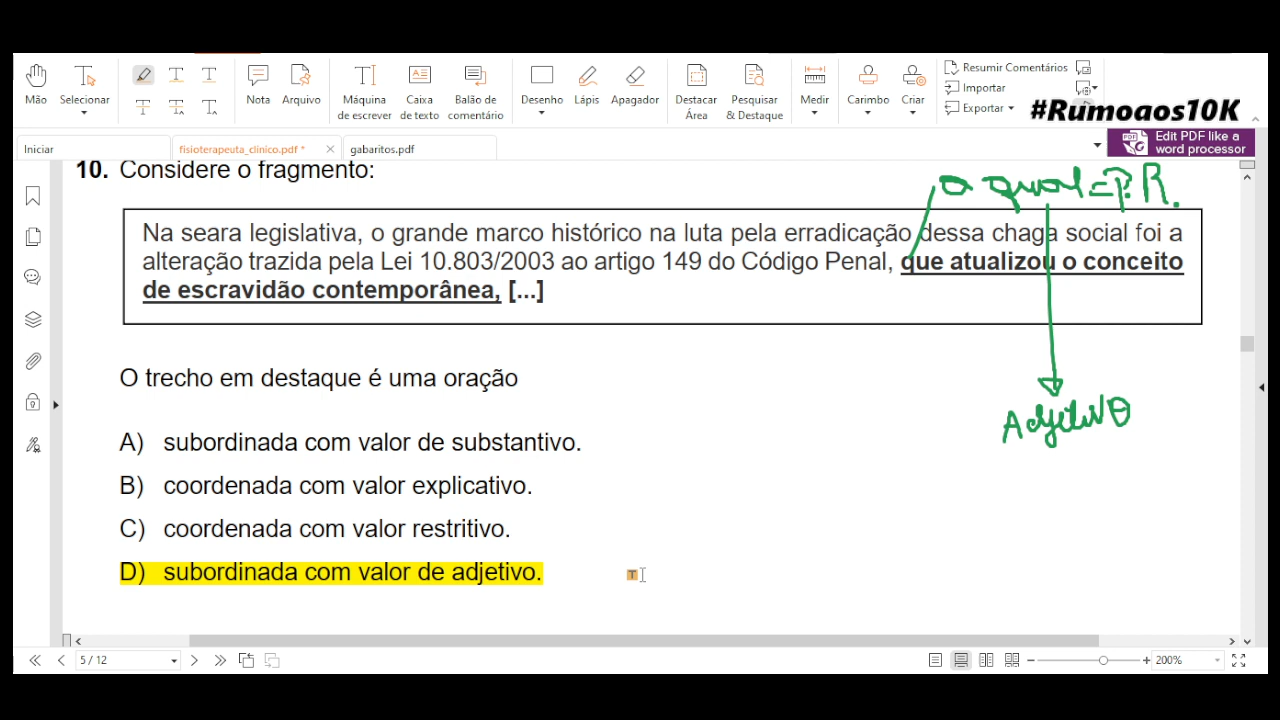 Mão
Selecionar
Nota
Arquivo
Máquina
de escrever
Caixa
de texto
Balão de
comentário
Desenho
Lápis
Apagador
Destacar
Área
Pesquisar
& Destaque
Medir
Carimbo
Criar
Resumir Comentários
Importar
Exportar
#Rumoaos10K
Iniciar
fisioterapeuta_clínico.pdf *
gabaritos.pdf
Edit PDF like a
word processor
10. Considere o fragmento:
o qual = P.R.
Na seara legislativa, o grande marco histórico na luta pela erradicação dessa chaga social foi a
alteração trazida pela Lei 10.803/2003 ao artigo 149 do Código Penal, que atualizou o conceito
de escravidão contemporânea, [...]
O trecho em destaque é uma oração
Adjetivo
A) subordinada com valor de substantivo.
B) coordenada com valor explicativo.
C) coordenada com valor restritivo.
D) subordinada com valor de adjetivo.
5 / 12
200%